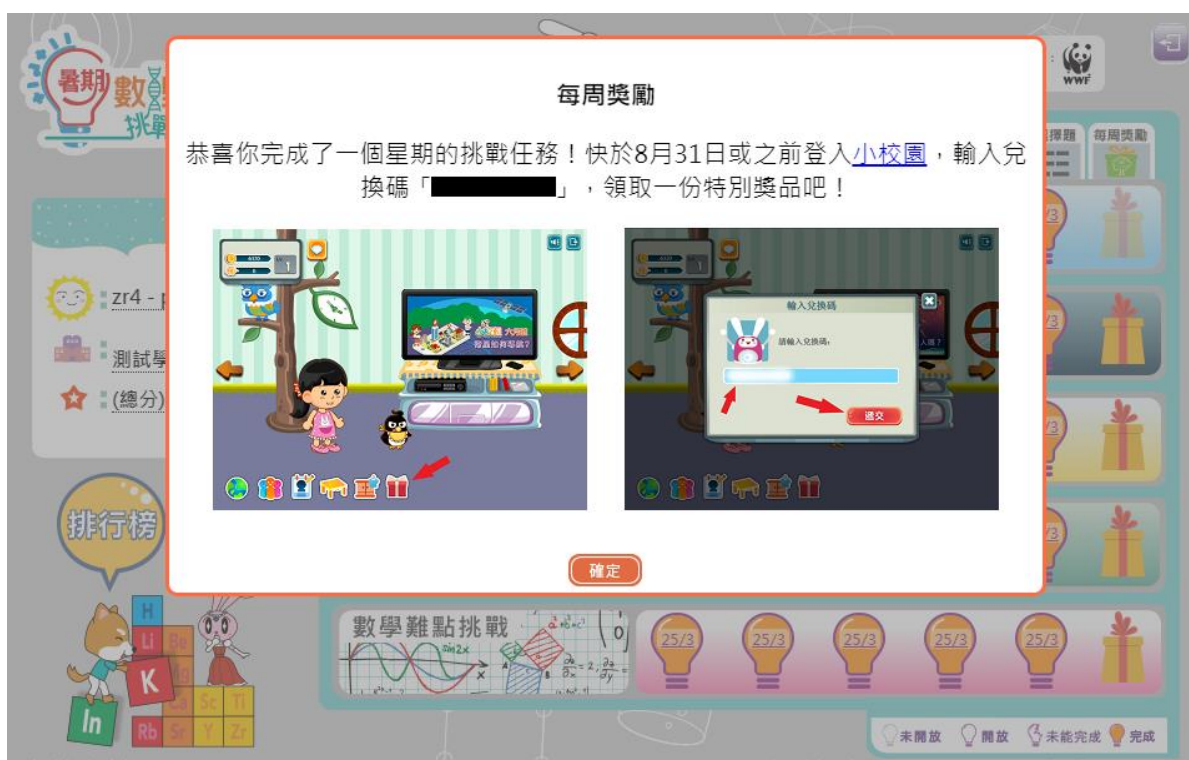 暑期
數學
挑戰
WWF
每周獎勵
恭喜你完成了一個星期的挑戰任務！快於8月31日或之前登入小校園，輸入兌
換碼「」，領取一份特別獎品吧！
擇題
每周獎勵
輸入兌換碼
請輸入兌換碼：
遞交
確定
zr4 -
測試學
(總分)
排行榜
H
Li
Be
K
Ca
Sc
Ti
In
Rb
Sr
Y
Zr
數學難點挑戰
sin2x
25/3
25/3
25/3
25/3
25/3
未開放
開放
未能完成
完成